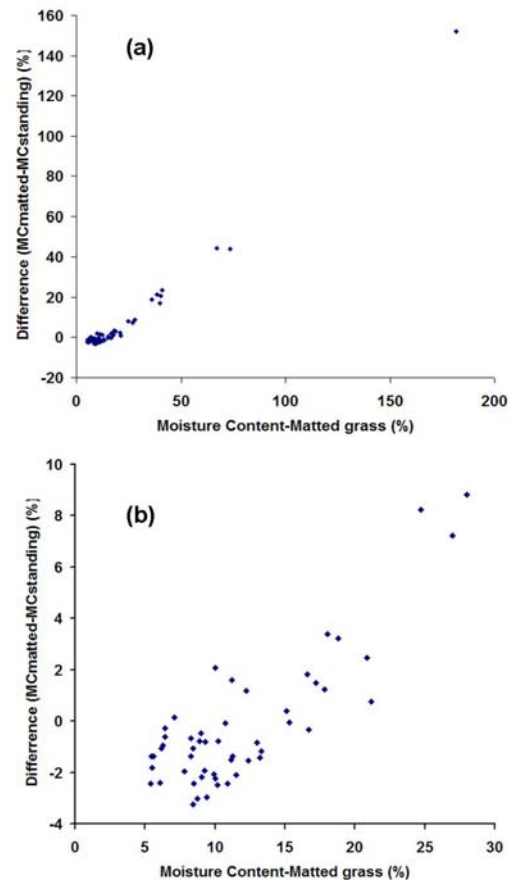 160
140
120
100
80
60
40
20
0
-20
(a)
Differrence (MCmatted-MCstanding) (%)
0 50 100 150 200
Moisture Content-Matted grass (%)
10
8
6
4
2
0
-2
-4
(b)
Differrence (MCmatted-MCstanding) (%)
0 5 10 15 20 25 30
Moisture Content-Matted grass (%)